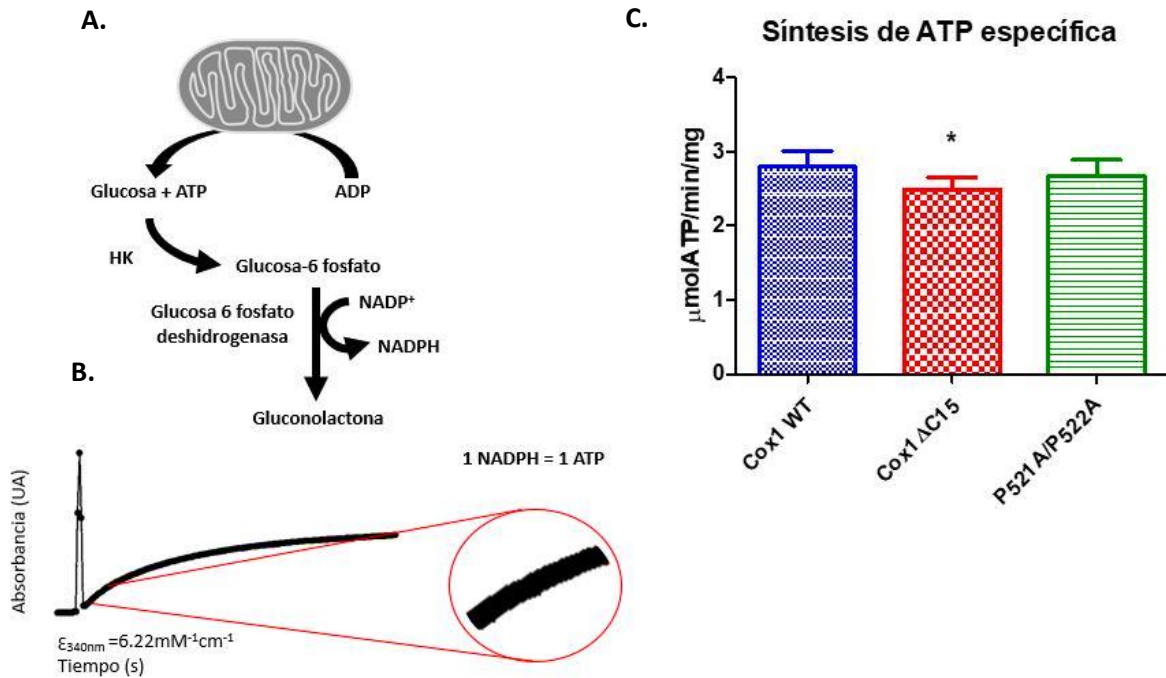 A.
Glucosa + ATP
ADP
HK
Glucosa-6 fosfato
Glucosa 6 fosfato
deshidrogenasa
NADP⁺
NADPH
Gluconolactona
B.
1 NADPH = 1 ATP
Absorbancia (UA)
Ɛ340nm =6.22mM⁻¹cm⁻¹
Tiempo (s)
C.
Síntesis de ATP específica
μmolATP/min/mg
4
3
2
1
0
*
Cox1 WT
Cox1 ΔC15
P521A/P522A